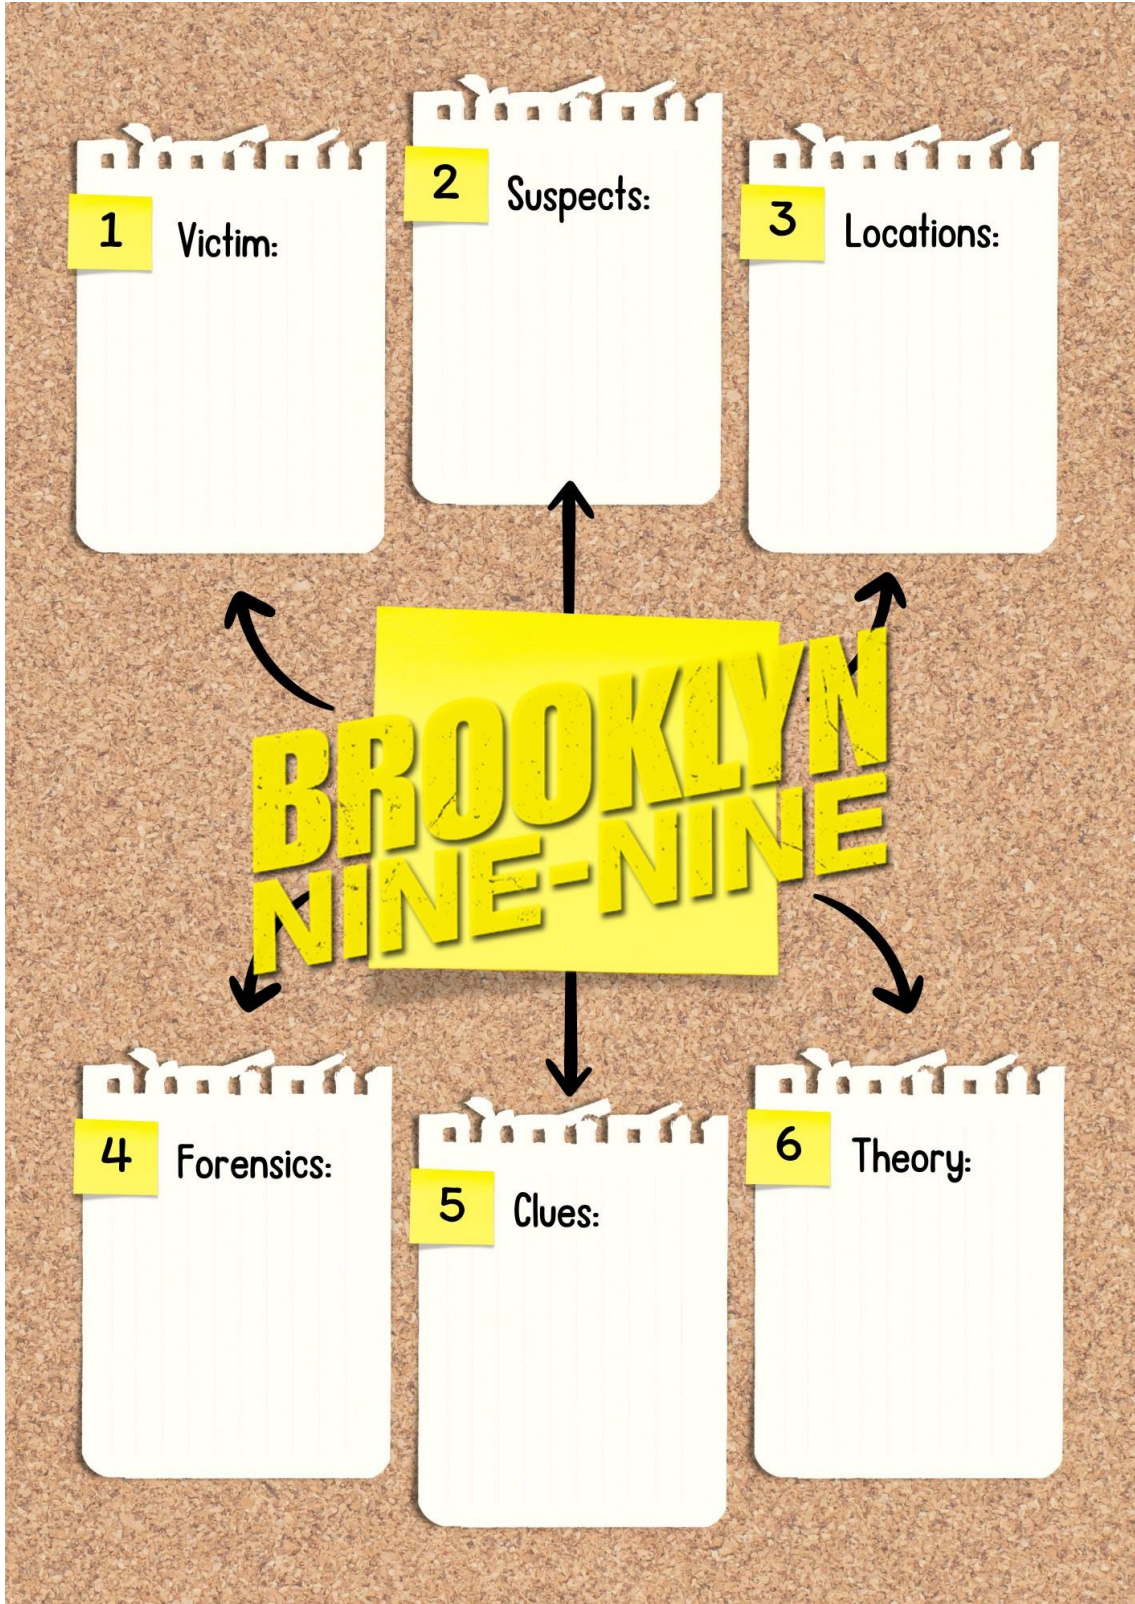 1
Victim:
2
Suspects:
3
Locations:
BROOKLYN
NINE-NINE
4
Forensics:
5
Clues:
6
Theory: